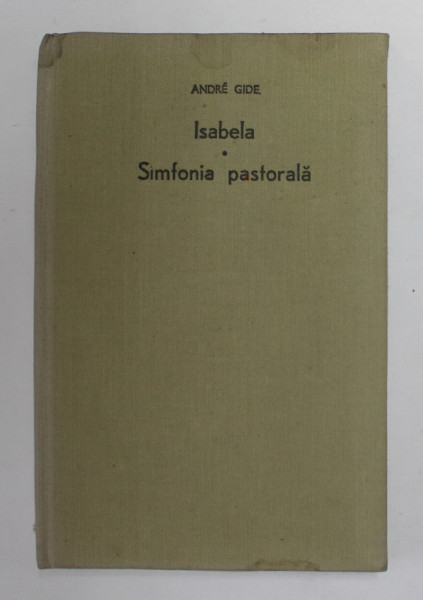 ANDRÉ GIDE
Isabela
•
Simfonia pastorală